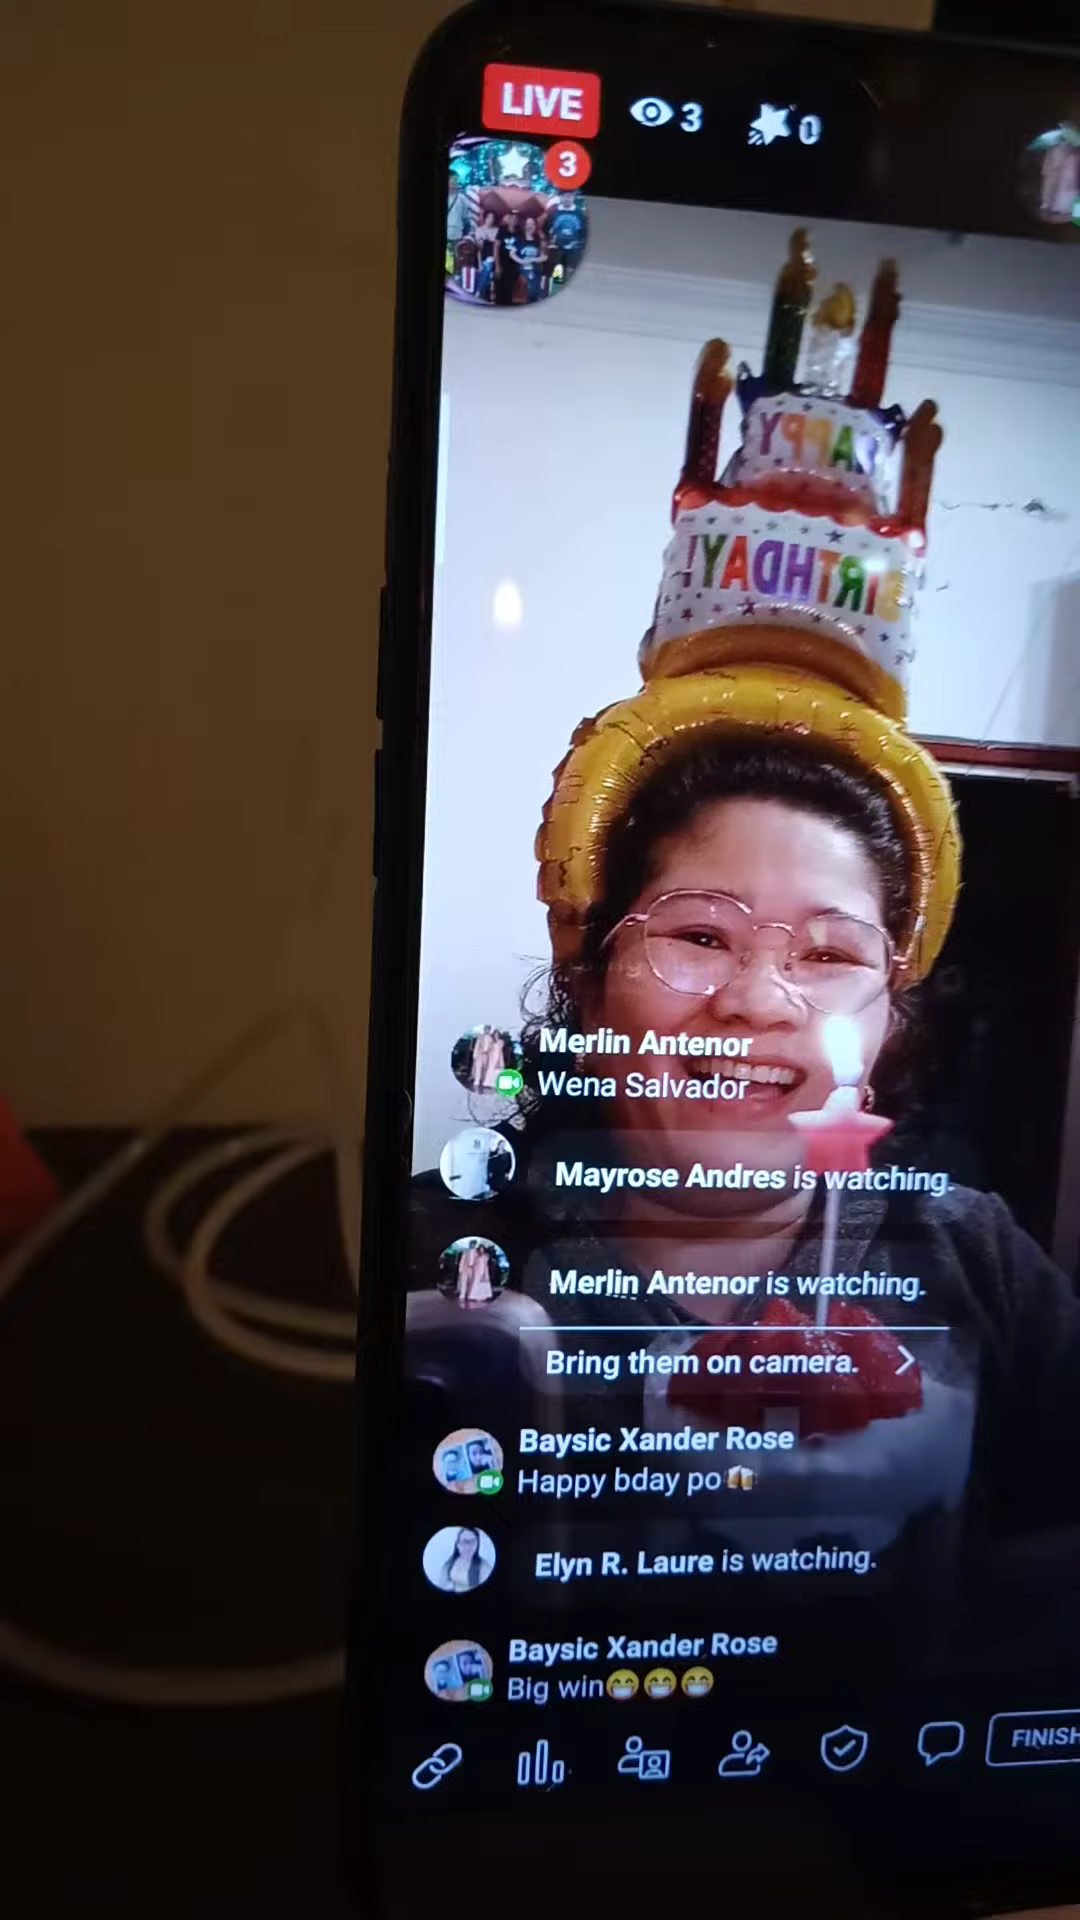 LIVE 3 0
3
HAPPY
BIRTHDAY!
Merlin Antenor
Wena Salvador
Mayrose Andres is watching.
Merlin Antenor is watching.
Bring them on camera.
Baysic Xander Rose
Happy bday po🍻
Elyn R. Laure is watching.
Baysic Xander Rose
Big win😁😁😁
FINISH